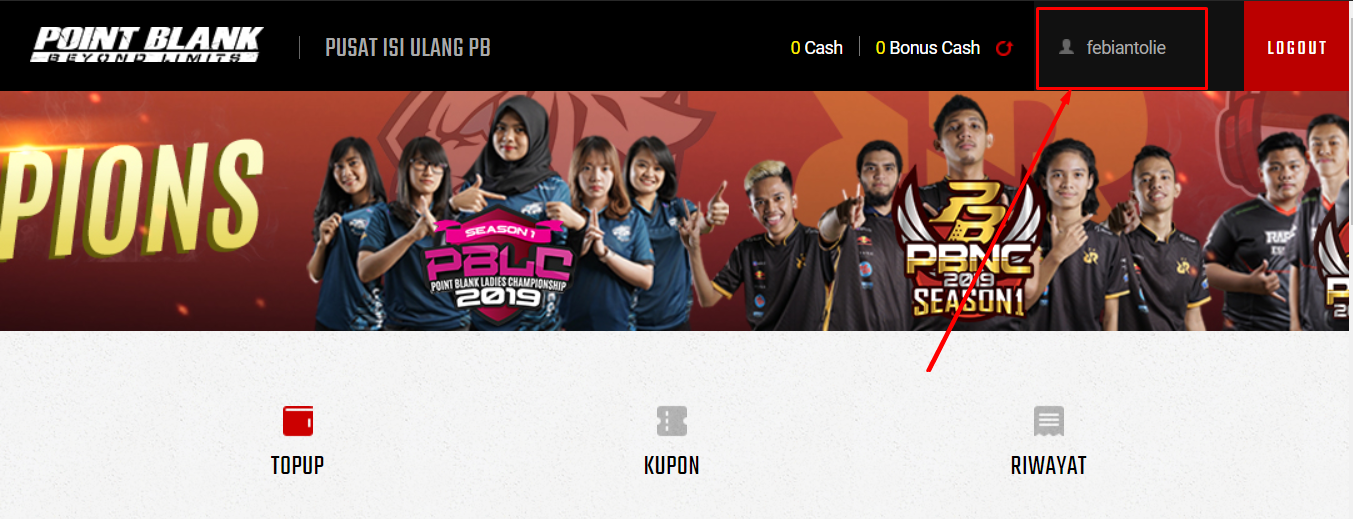 POINT BLANK
BEYOND LIMITS
PUSAT ISI ULANG PB
0 Cash
0 Bonus Cash
febiantolie
LOGOUT
PIONS
SEASON 1
PBLC
POINT BLANK LADIES CHAMPIONSHIP
2019
PB
PBNC
2019
SEASON1
TOPUP
KUPON
RIWAYAT